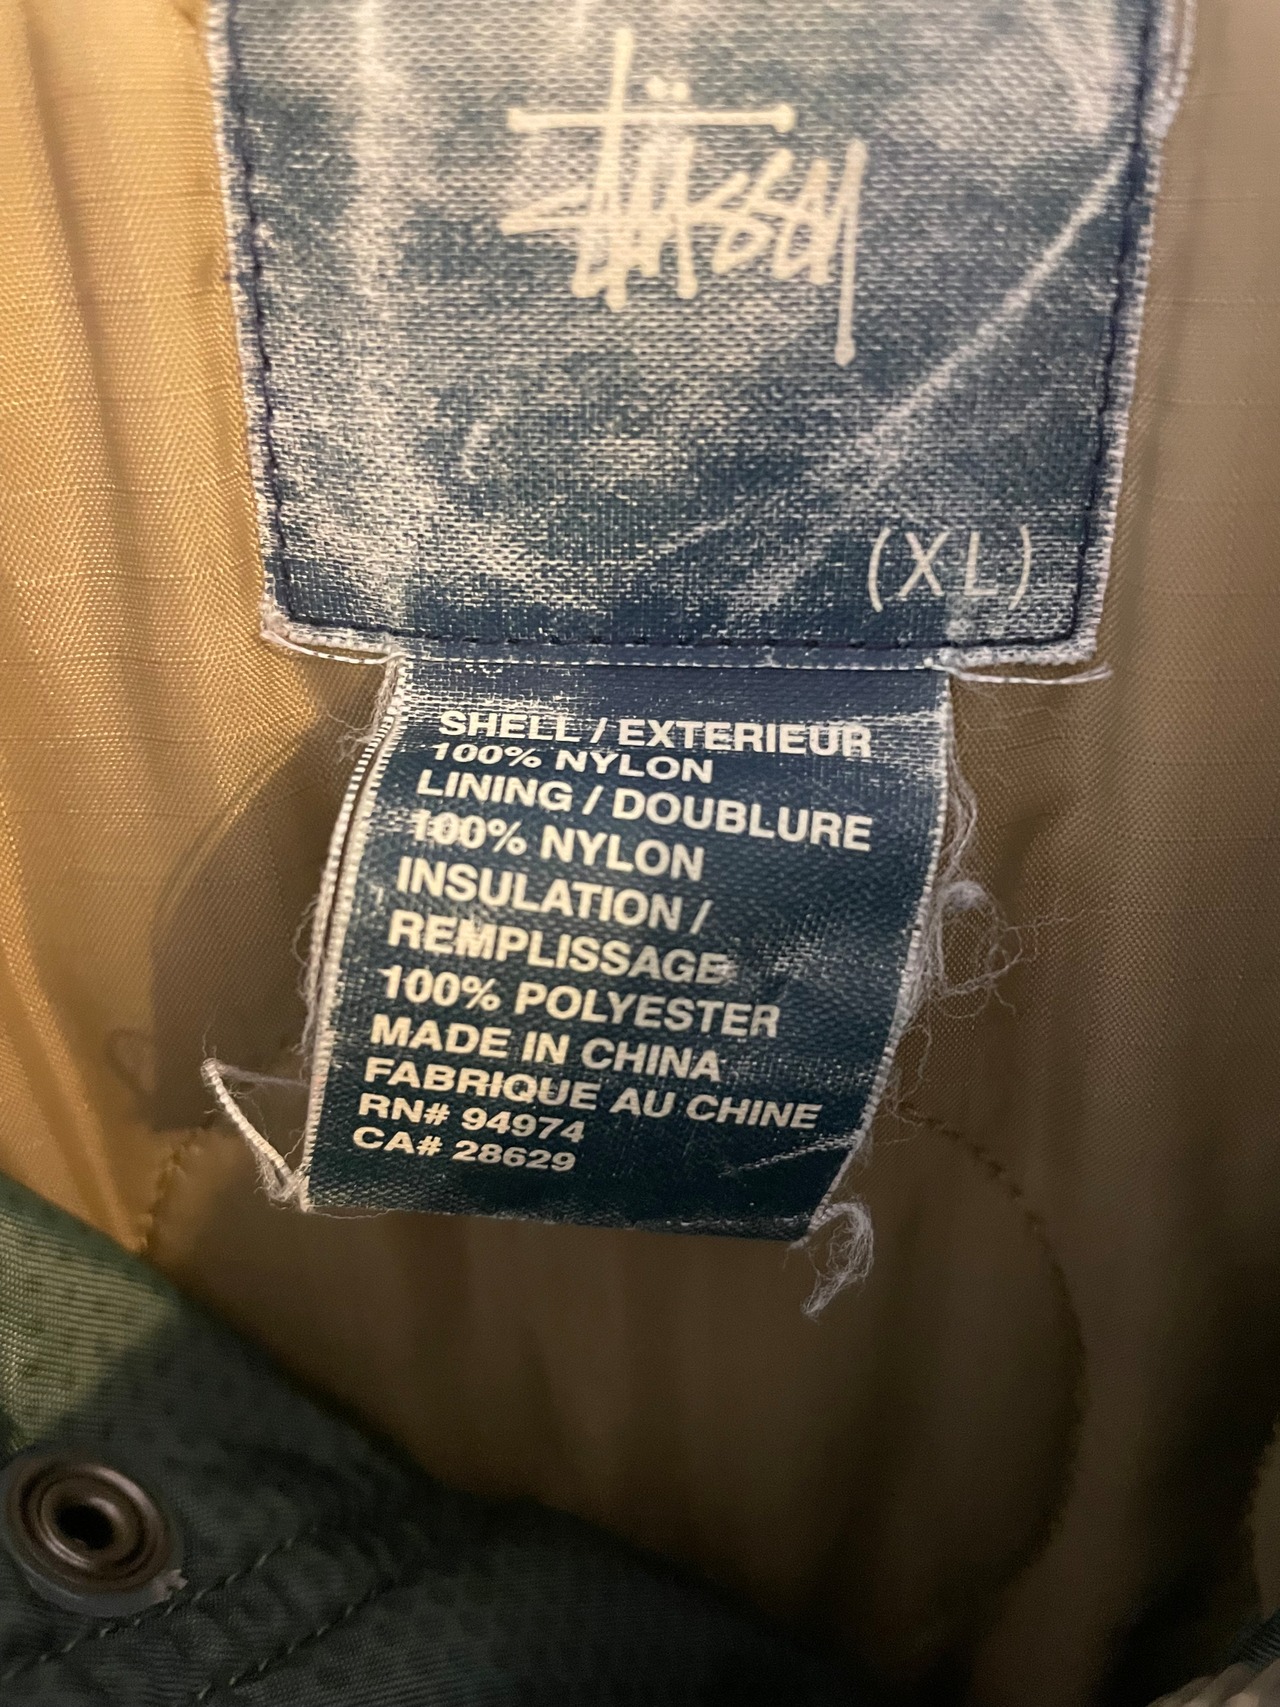 Stüssy
(XL)
SHELL / EXTERIEUR
100% NYLON
LINING / DOUBLURE
100% NYLON
INSULATION /
REMPLISSAGE
100% POLYESTER
MADE IN CHINA
FABRIQUE AU CHINE
RN# 94974
CA# 28629